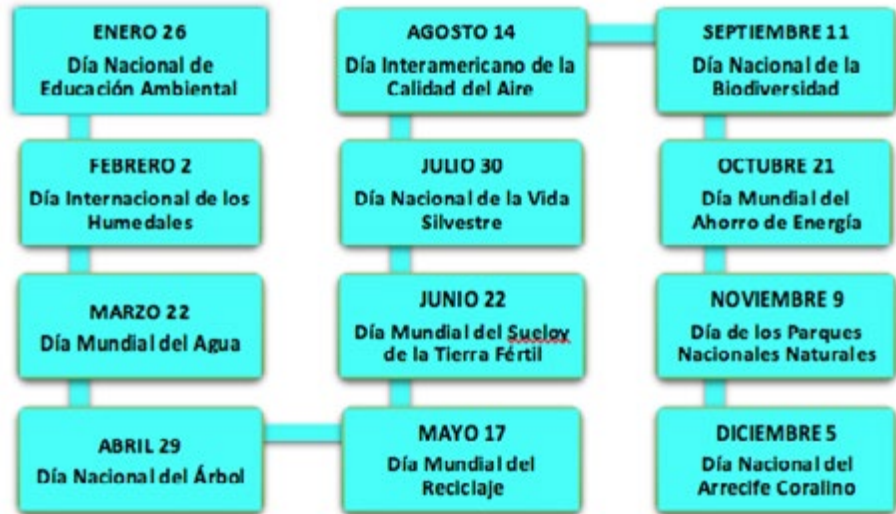 ENERO 26
Día Nacional de
Educación Ambiental
FEBRERO 2
Día Internacional de los
Humedales
MARZO 22
Día Mundial del Agua
ABRIL 29
Día Nacional del Árbol
MAYO 17
Día Mundial del
Reciclaje
JUNIO 22
Día Mundial del Sueloy
de la Tierra Fértil
JULIO 30
Día Nacional de la Vida
Silvestre
AGOSTO 14
Día Interamericano de la
Calidad del Aire
SEPTIEMBRE 11
Día Nacional de la
Biodiversidad
OCTUBRE 21
Día Mundial del
Ahorro de Energía
NOVIEMBRE 9
Día de los Parques
Nacionales Naturales
DICIEMBRE 5
Día Nacional del
Arrecife Coralino